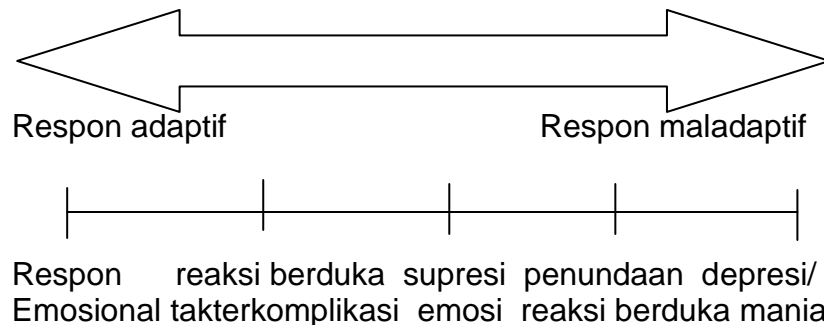 Respon adaptif Respon maladaptif
Respon reaksi berduka supresi penundaan depresi/
Emosional takterkomplikasi emosi reaksi berduka mania